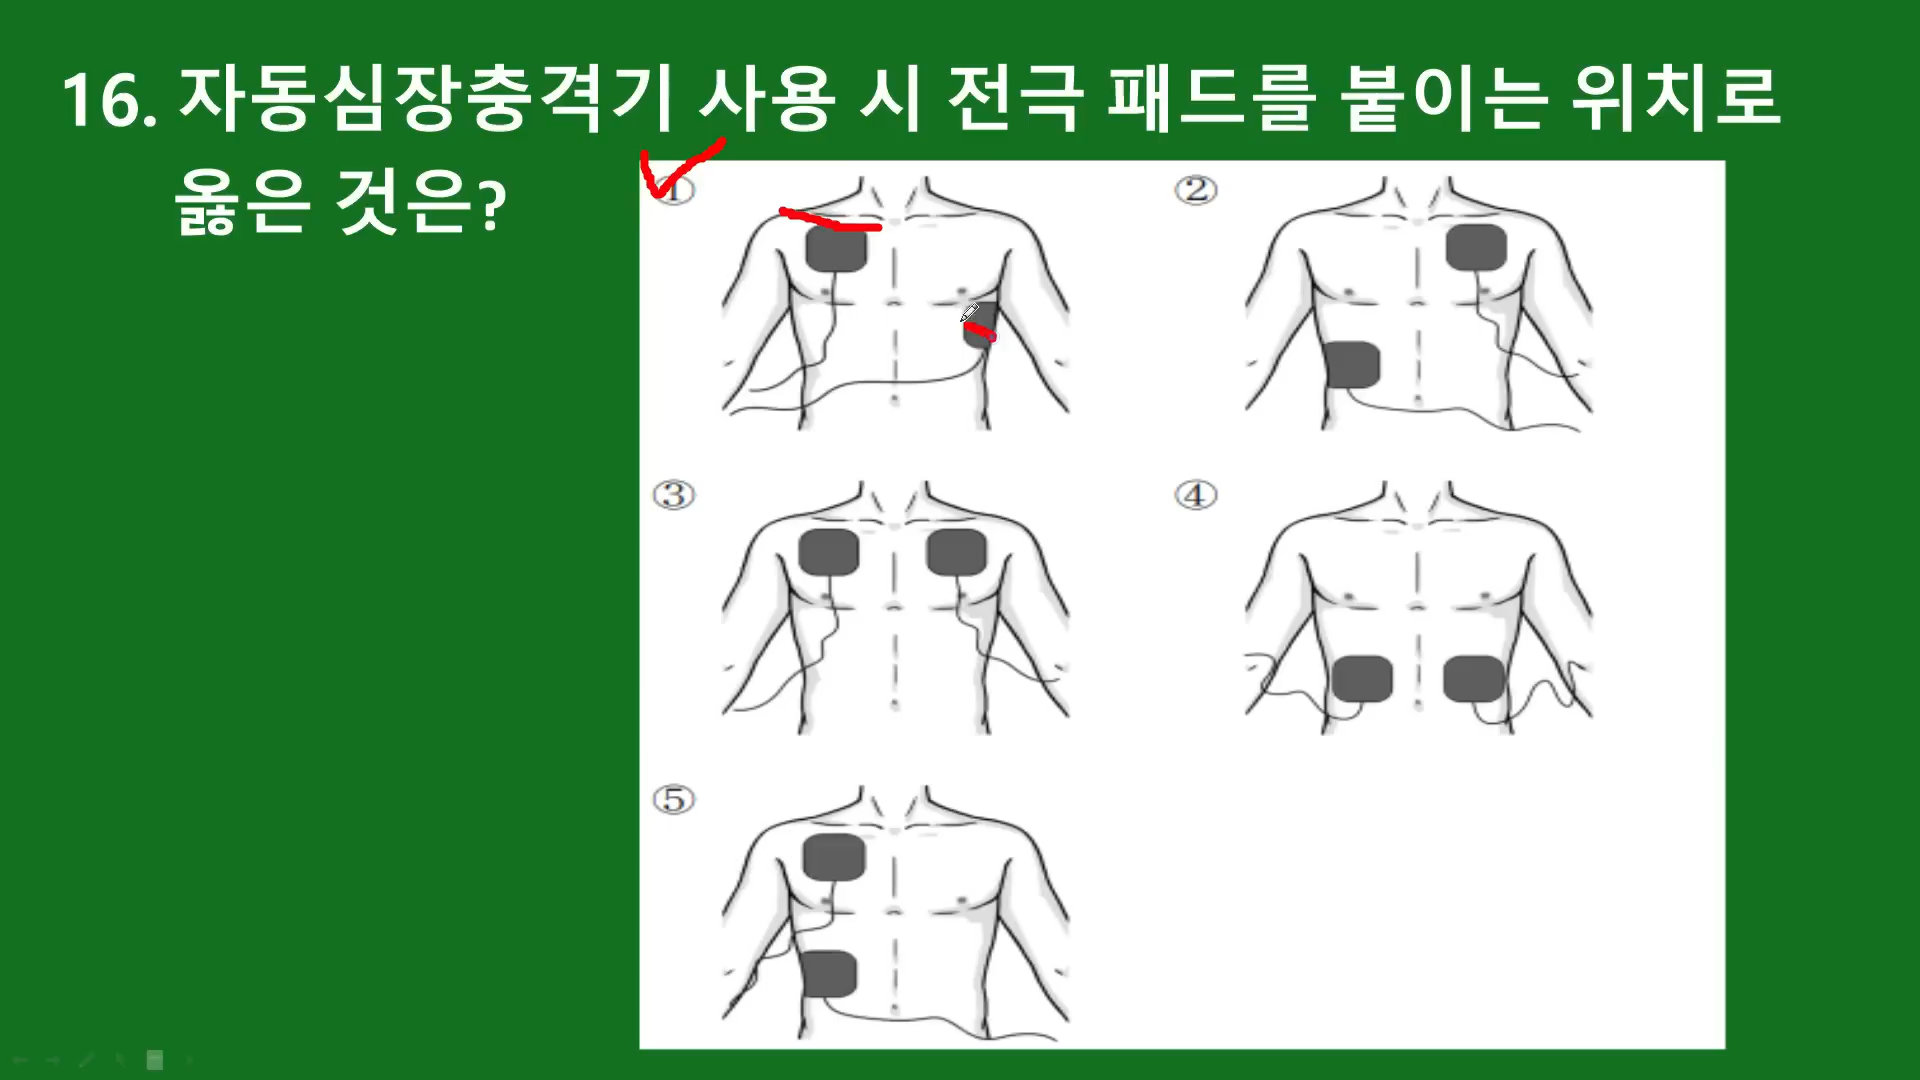 16. 자동심장충격기 사용 시 전극 패드를 붙이는 위치로
옳은 것은?
①
②
③
④
⑤